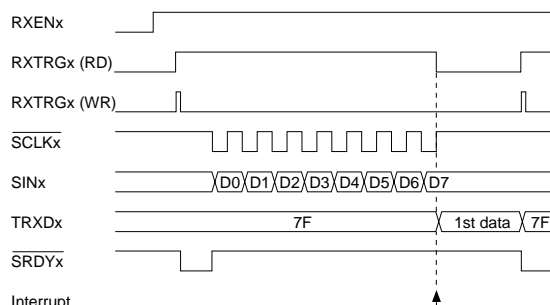 RXENx
RXTRGx (RD)
RXTRGx (WR)
SCLKx
SINx D0 D1 D2 D3 D4 D5 D6 D7
TRXDx 7F 1st data 7F
SRDYx
Interrupt